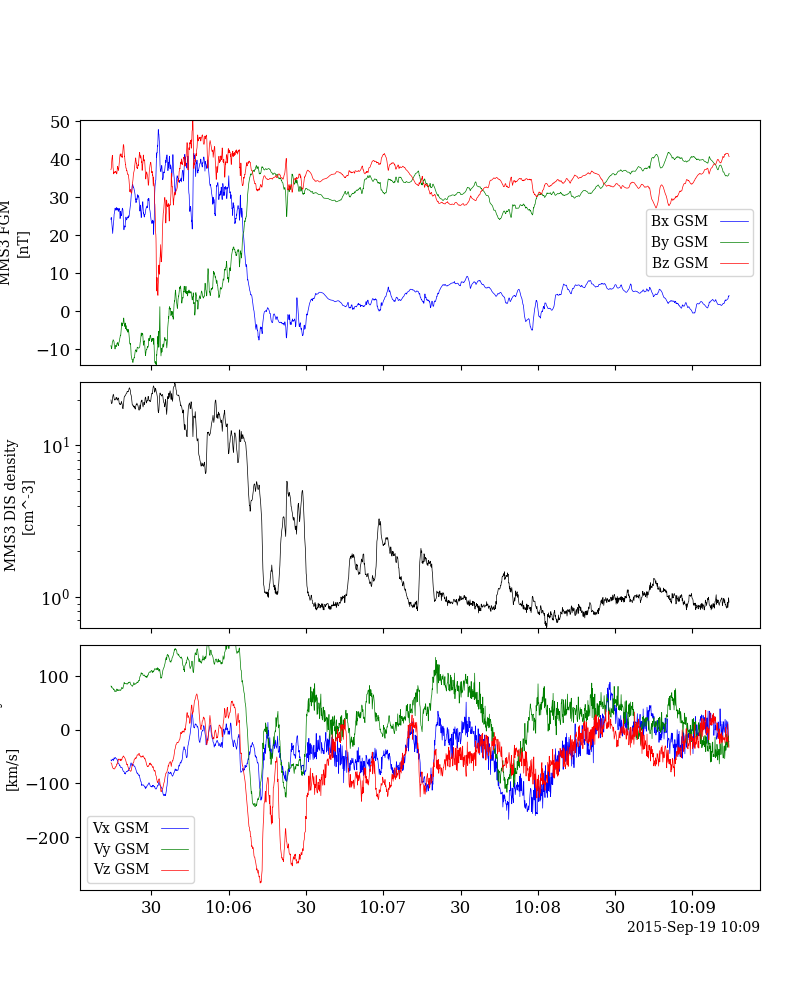 MMS3 FGM
[nT]
50
40
30
20
10
0
−10
Bx GSM
By GSM
Bz GSM
MMS3 DIS density
[cm^-3]
10^1
10^0
[km/s]
100
0
−100
−200
Vx GSM
Vy GSM
Vz GSM
30 10:06 30 10:07 30 10:08 30 10:09
2015-Sep-19 10:09